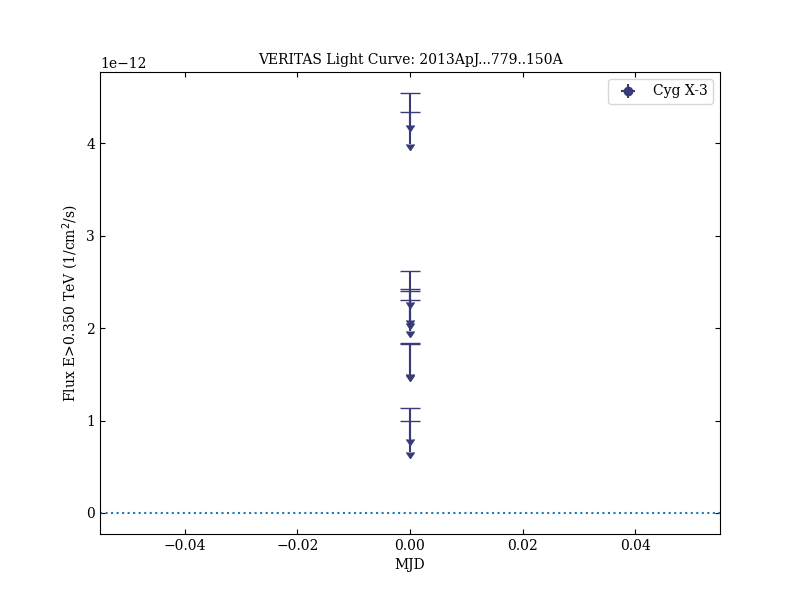 VERITAS Light Curve: 2013ApJ...779..150A
1e−12
Cyg X-3
4
3
2
1
0
Flux E>0.350 TeV (1/cm²/s)
−0.04 −0.02 0.00 0.02 0.04
MJD